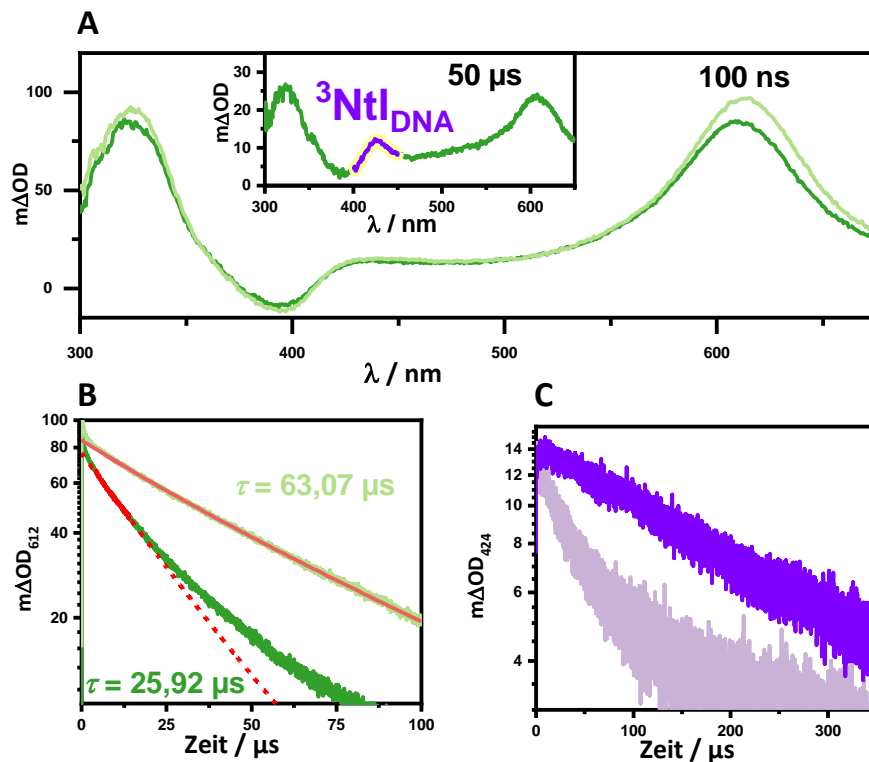 A
mΔOD
100
50
0
300
400
500
600
λ / nm
mΔOD
30
20
10
0
300
400
500
600
λ / nm
³NtI_DNA
50 µs
100 ns
B
mΔOD₆₁₂
100
80
60
40
20
0
25
50
75
100
Zeit / µs
τ = 63,07 µs
τ = 25,92 µs
C
mΔOD₄₂₄
14
12
10
8
6
4
0
100
200
300
Zeit / µs